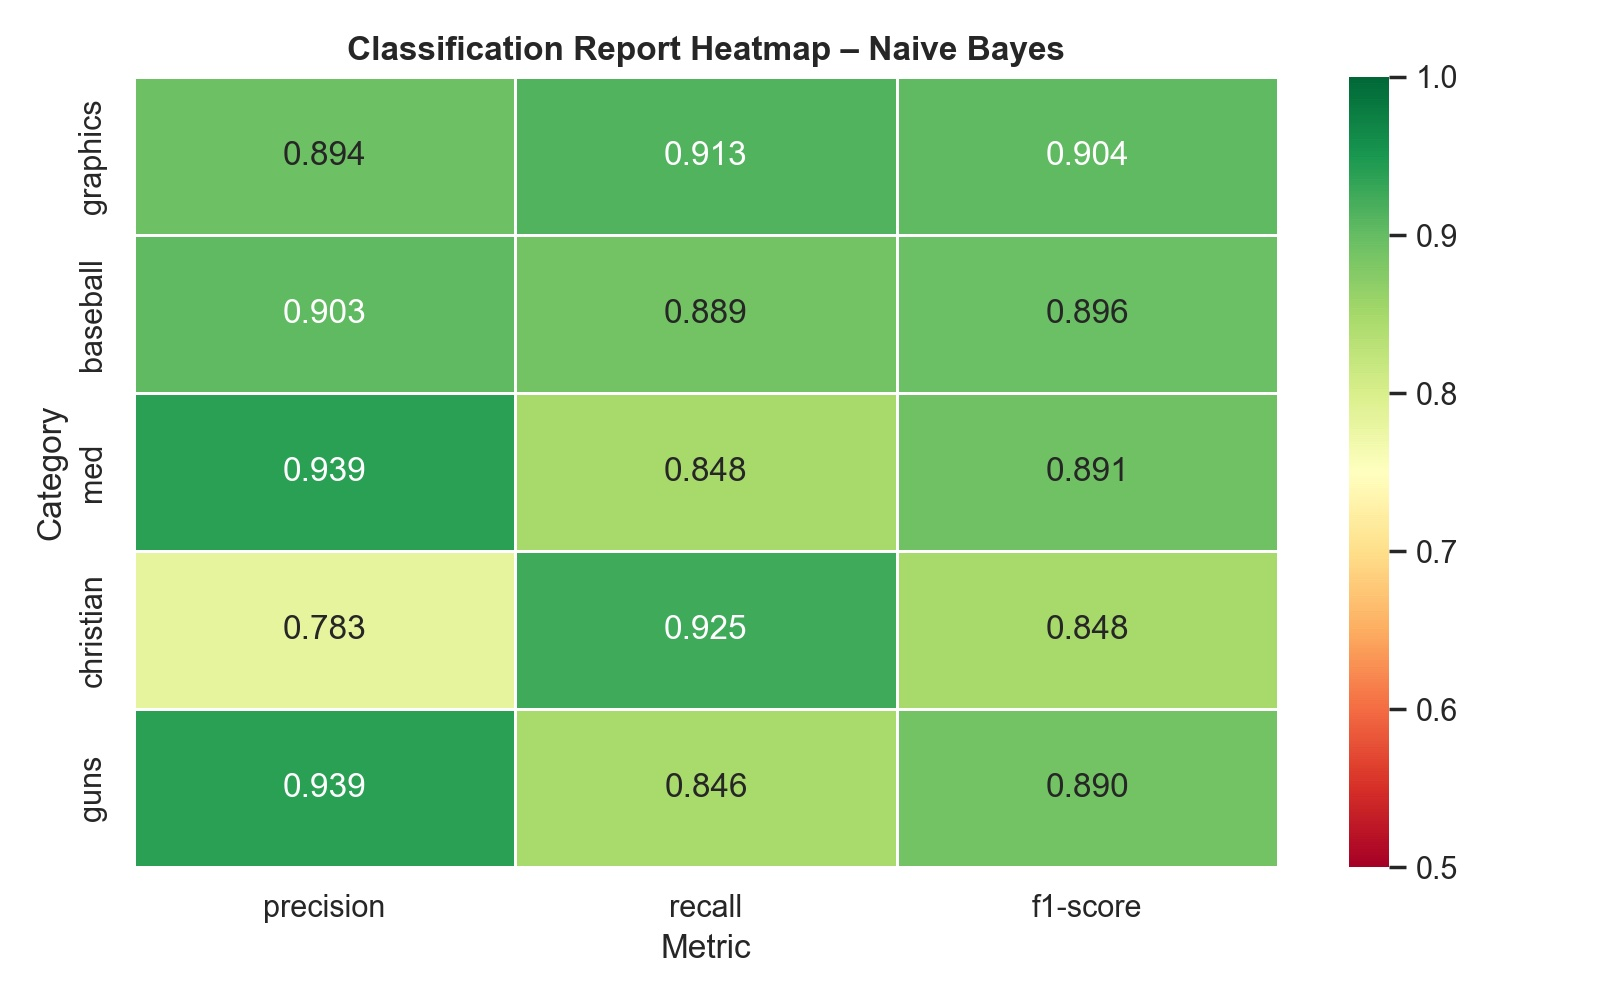 Classification Report Heatmap – Naive Bayes
Category
graphics 0.894 0.913 0.904
baseball 0.903 0.889 0.896
med 0.939 0.848 0.891
christian 0.783 0.925 0.848
guns 0.939 0.846 0.890
precision recall f1-score
Metric
1.0
0.9
0.8
0.7
0.6
0.5